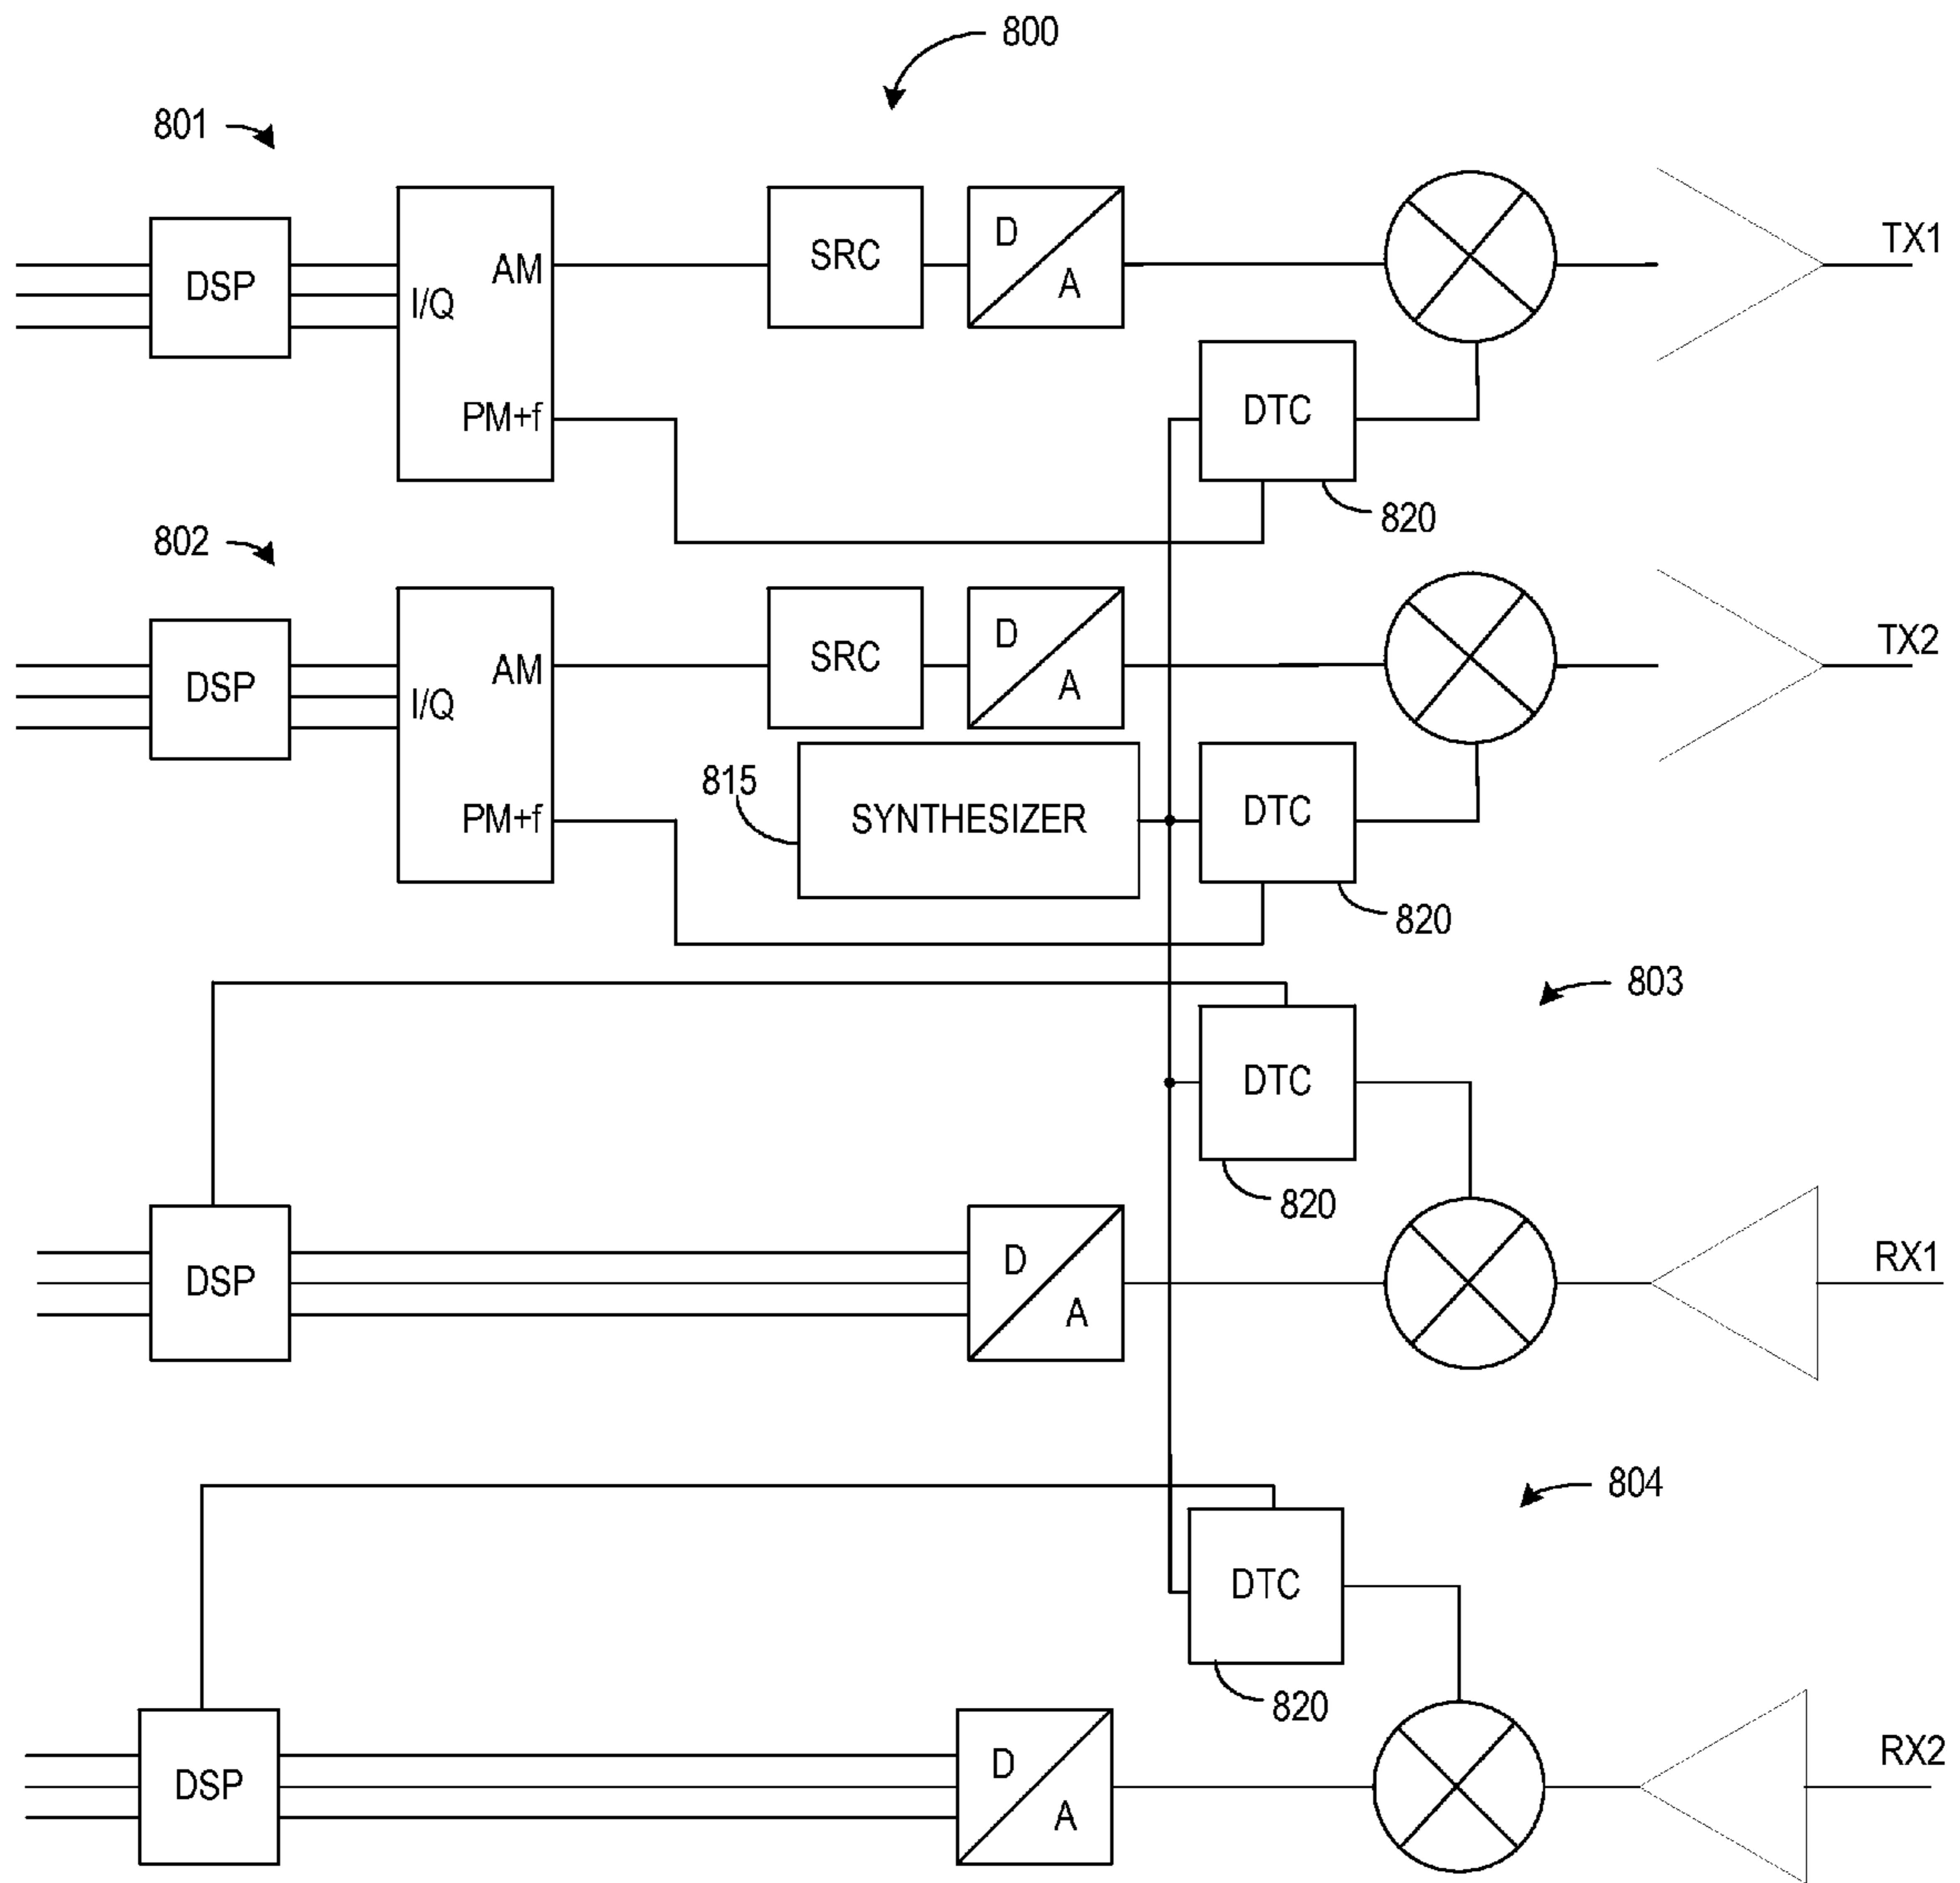 800
801
DSP
I/Q
AM
PM+f
SRC
D
A
TX1
DTC
820
802
DSP
I/Q
AM
PM+f
SRC
D
A
TX2
815
SYNTHESIZER
DTC
820
803
DTC
820
DSP
D
A
RX1
804
DTC
820
DSP
D
A
RX2